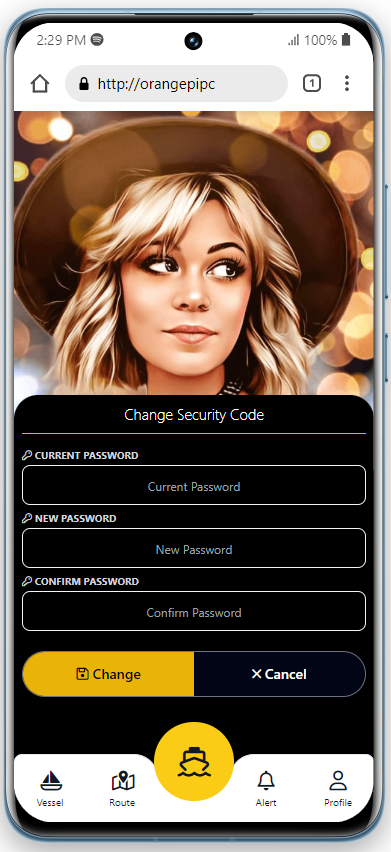 2:29 PM 100%
http://orangepipc 1
Change Security Code
CURRENT PASSWORD
Current Password
NEW PASSWORD
New Password
CONFIRM PASSWORD
Confirm Password
Change Cancel
Vessel Route Alert Profile